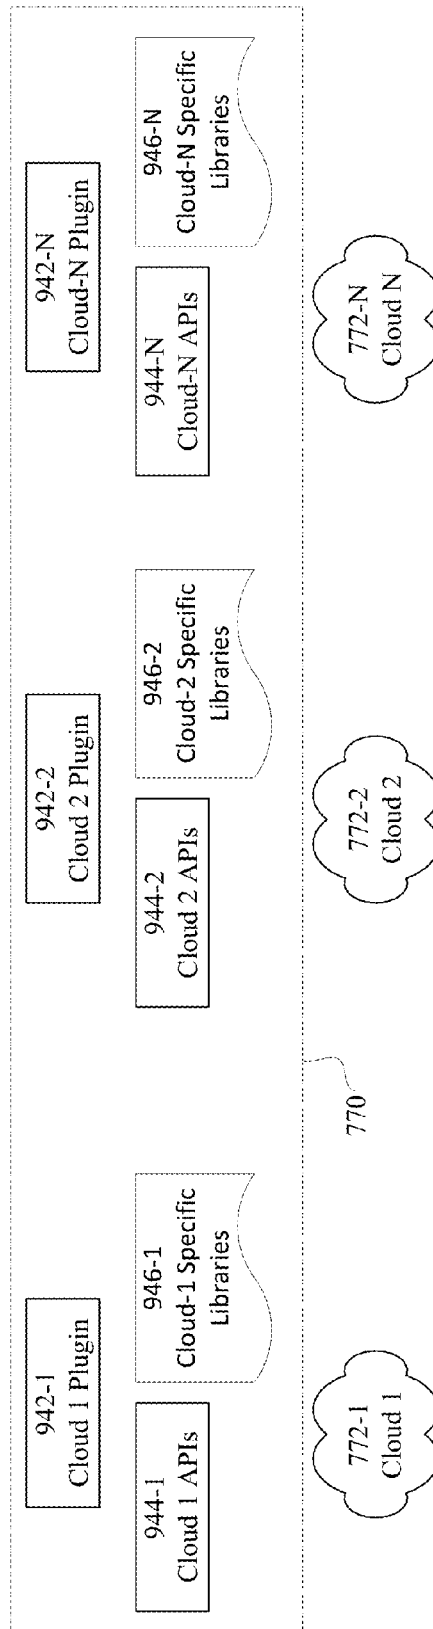 942-1
Cloud 1 Plugin
942-2
Cloud 2 Plugin
942-N
Cloud-N Plugin
944-1
Cloud 1 APIs
946-1
Cloud-1 Specific
Libraries
944-2
Cloud 2 APIs
946-2
Cloud-2 Specific
Libraries
944-N
Cloud-N APIs
946-N
Cloud-N Specific
Libraries
770
772-1
Cloud 1
772-2
Cloud 2
772-N
Cloud N